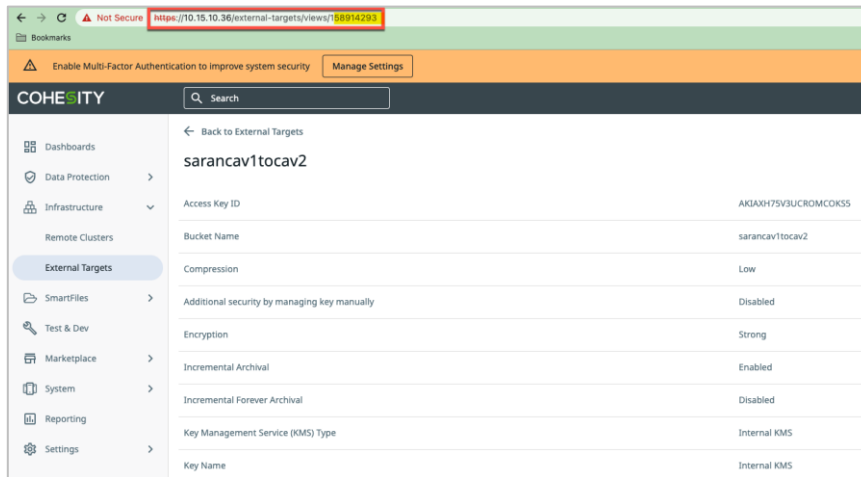 Not Secure https://10.15.10.36/external-targets/views/158914293
Bookmarks
Enable Multi-Factor Authentication to improve system security Manage Settings
COHESITY Search
Back to External Targets
sarancav1tocav2
Dashboards
Data Protection
Infrastructure
Remote Clusters
External Targets
SmartFiles
Test & Dev
Marketplace
System
Reporting
Settings
Access Key ID AKIAXH75V3UCROMCOKS5
Bucket Name sarancav1tocav2
Compression Low
Additional security by managing key manually Disabled
Encryption Strong
Incremental Archival Enabled
Incremental Forever Archival Disabled
Key Management Service (KMS) Type Internal KMS
Key Name Internal KMS